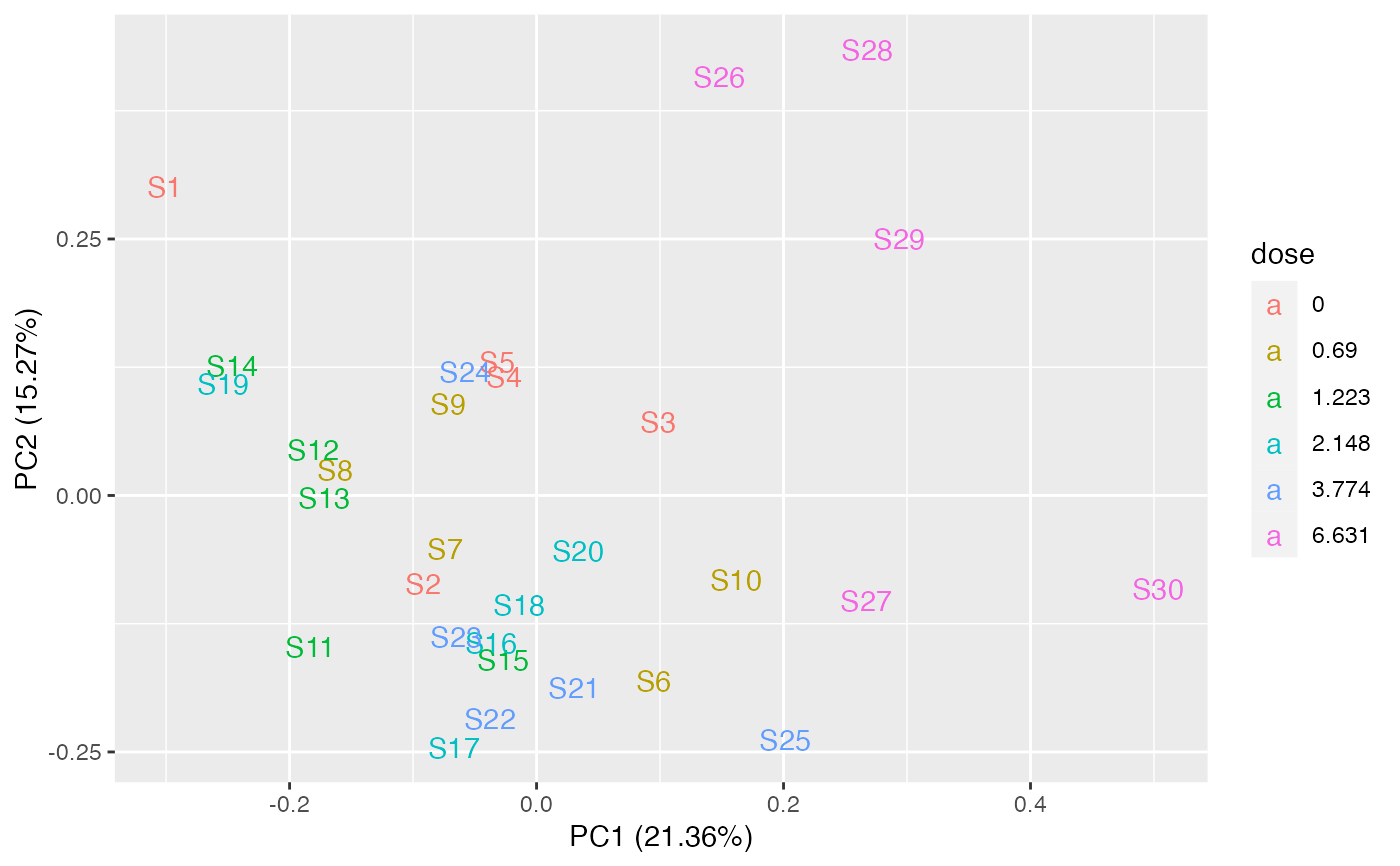 S28
S26
S1
S29
0.25
S5
S14
S24
S4
S19
S9
S3
S12
S8
0.00
S13
S7
S20
S2
S10
S30
S18
S27
S23
S16
S11
S15
S6
S21
S22
S25
S17
-0.25
-0.2
0.0
0.2
0.4
PC1 (21.36%)
PC2 (15.27%)
dose
a 0
a 0.69
a 1.223
a 2.148
a 3.774
a 6.631